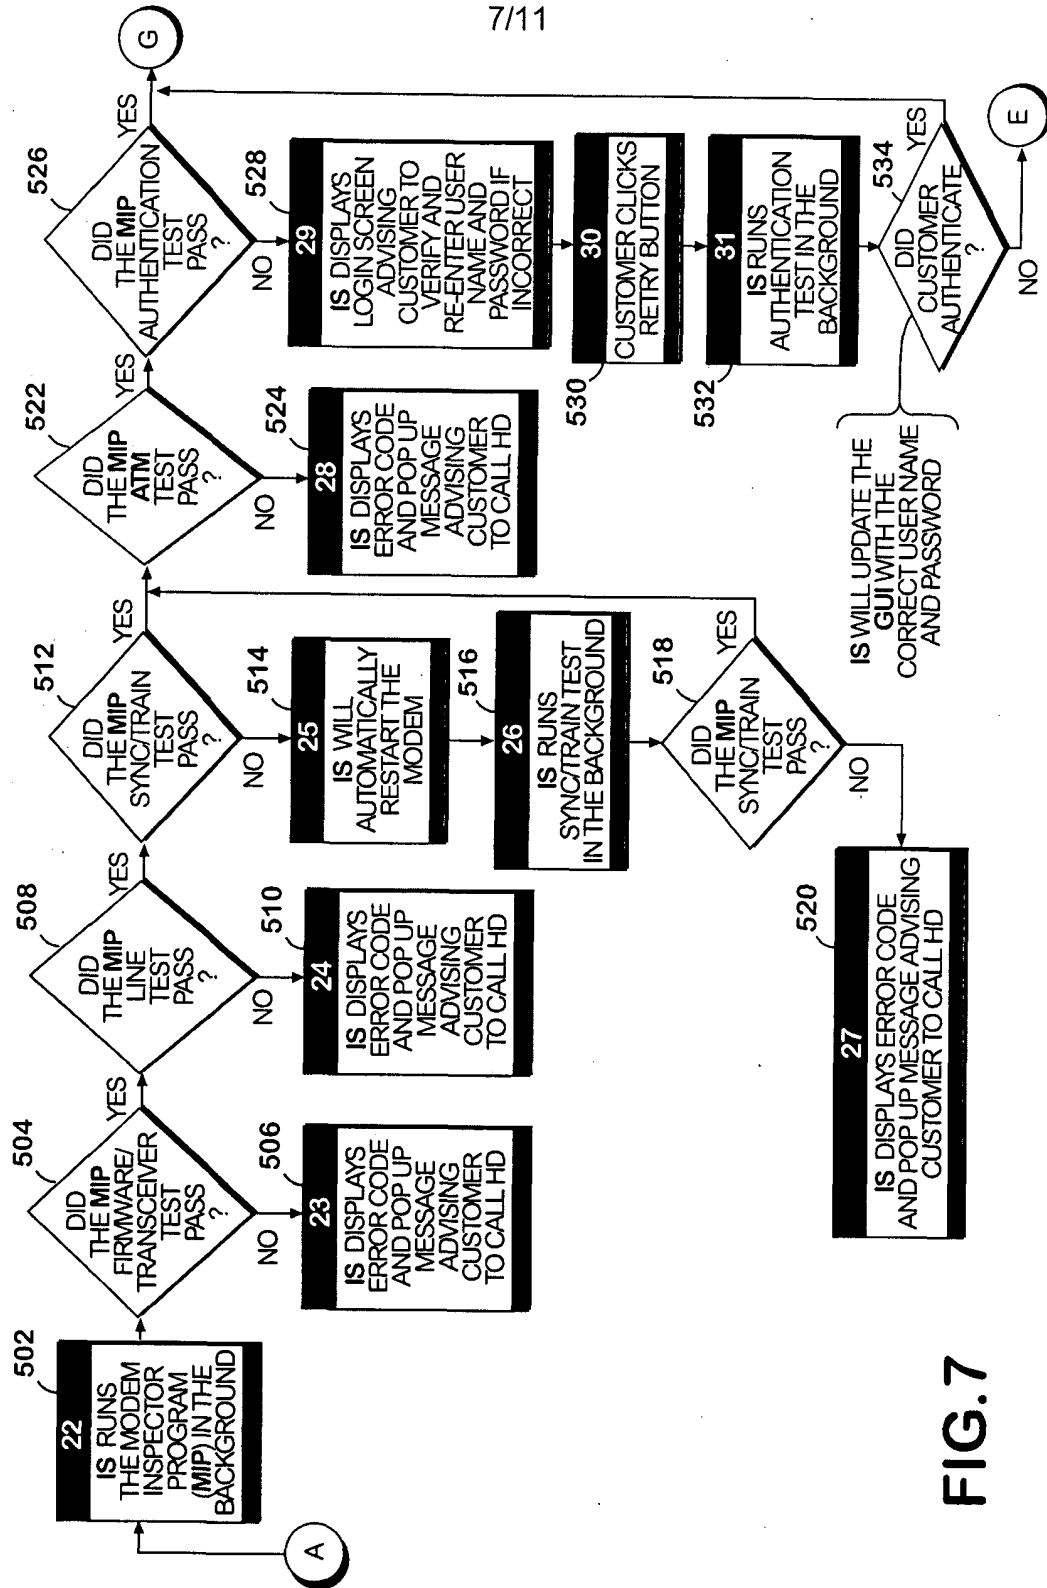 7/11
A
502
22
IS RUNS
THE MODEM
INSPECTOR
PROGRAM
(MIP) IN THE
BACKGROUND
504
DID
THE MIP
FIRMWARE/
TRANSCEIVER
TEST
PASS
?
YES
NO
506
23
IS DISPLAYS
ERROR CODE
AND POP UP
MESSAGE
ADVISING
CUSTOMER
TO CALL HD
508
DID
THE MIP
LINE
TEST
PASS
?
YES
NO
510
24
IS DISPLAYS
ERROR CODE
AND POP UP
MESSAGE
ADVISING
CUSTOMER
TO CALL HD
512
DID
THE MIP
SYNC/TRAIN
TEST
PASS
?
YES
NO
514
25
IS WILL
AUTOMATICALLY
RESTART THE
MODEM
516
26
IS RUNS
SYNC/TRAIN TEST
IN THE BACKGROUND
518
DID
THE MIP
SYNC/TRAIN
TEST
PASS
?
YES
NO
520
27
IS DISPLAYS ERROR CODE
AND POP UP MESSAGE ADVISING
CUSTOMER TO CALL HD
522
DID
THE MIP
ATM
TEST
PASS
?
YES
NO
524
28
IS DISPLAYS
ERROR CODE
AND POP UP
MESSAGE
ADVISING
CUSTOMER
TO CALL HD
526
DID
THE MIP
AUTHENTICATION
TEST
PASS
?
YES
G
NO
528
29
IS DISPLAYS
LOGIN SCREEN
ADVISING
CUSTOMER TO
VERIFY AND
RE-ENTER USER
NAME AND
PASSWORD IF
INCORRECT
530
30
CUSTOMER CLICKS
RETRY BUTTON
532
31
IS RUNS
AUTHENTICATION
TEST IN THE
BACKGROUND
534
DID
CUSTOMER
AUTHENTICATE
?
YES
NO
E
IS WILL UPDATE THE
GUI WITH THE
CORRECT USER NAME
AND PASSWORD
FIG. 7